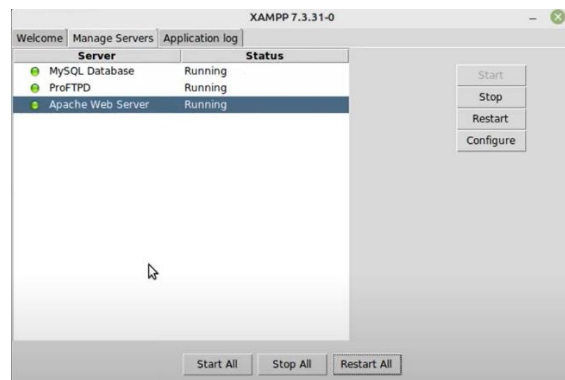 XAMPP 7.3.31-0
Welcome Manage Servers Application log
Server Status
MySQL Database Running
ProFTPD Running
Apache Web Server Running
Start
Stop
Restart
Configure
Start All Stop All Restart All